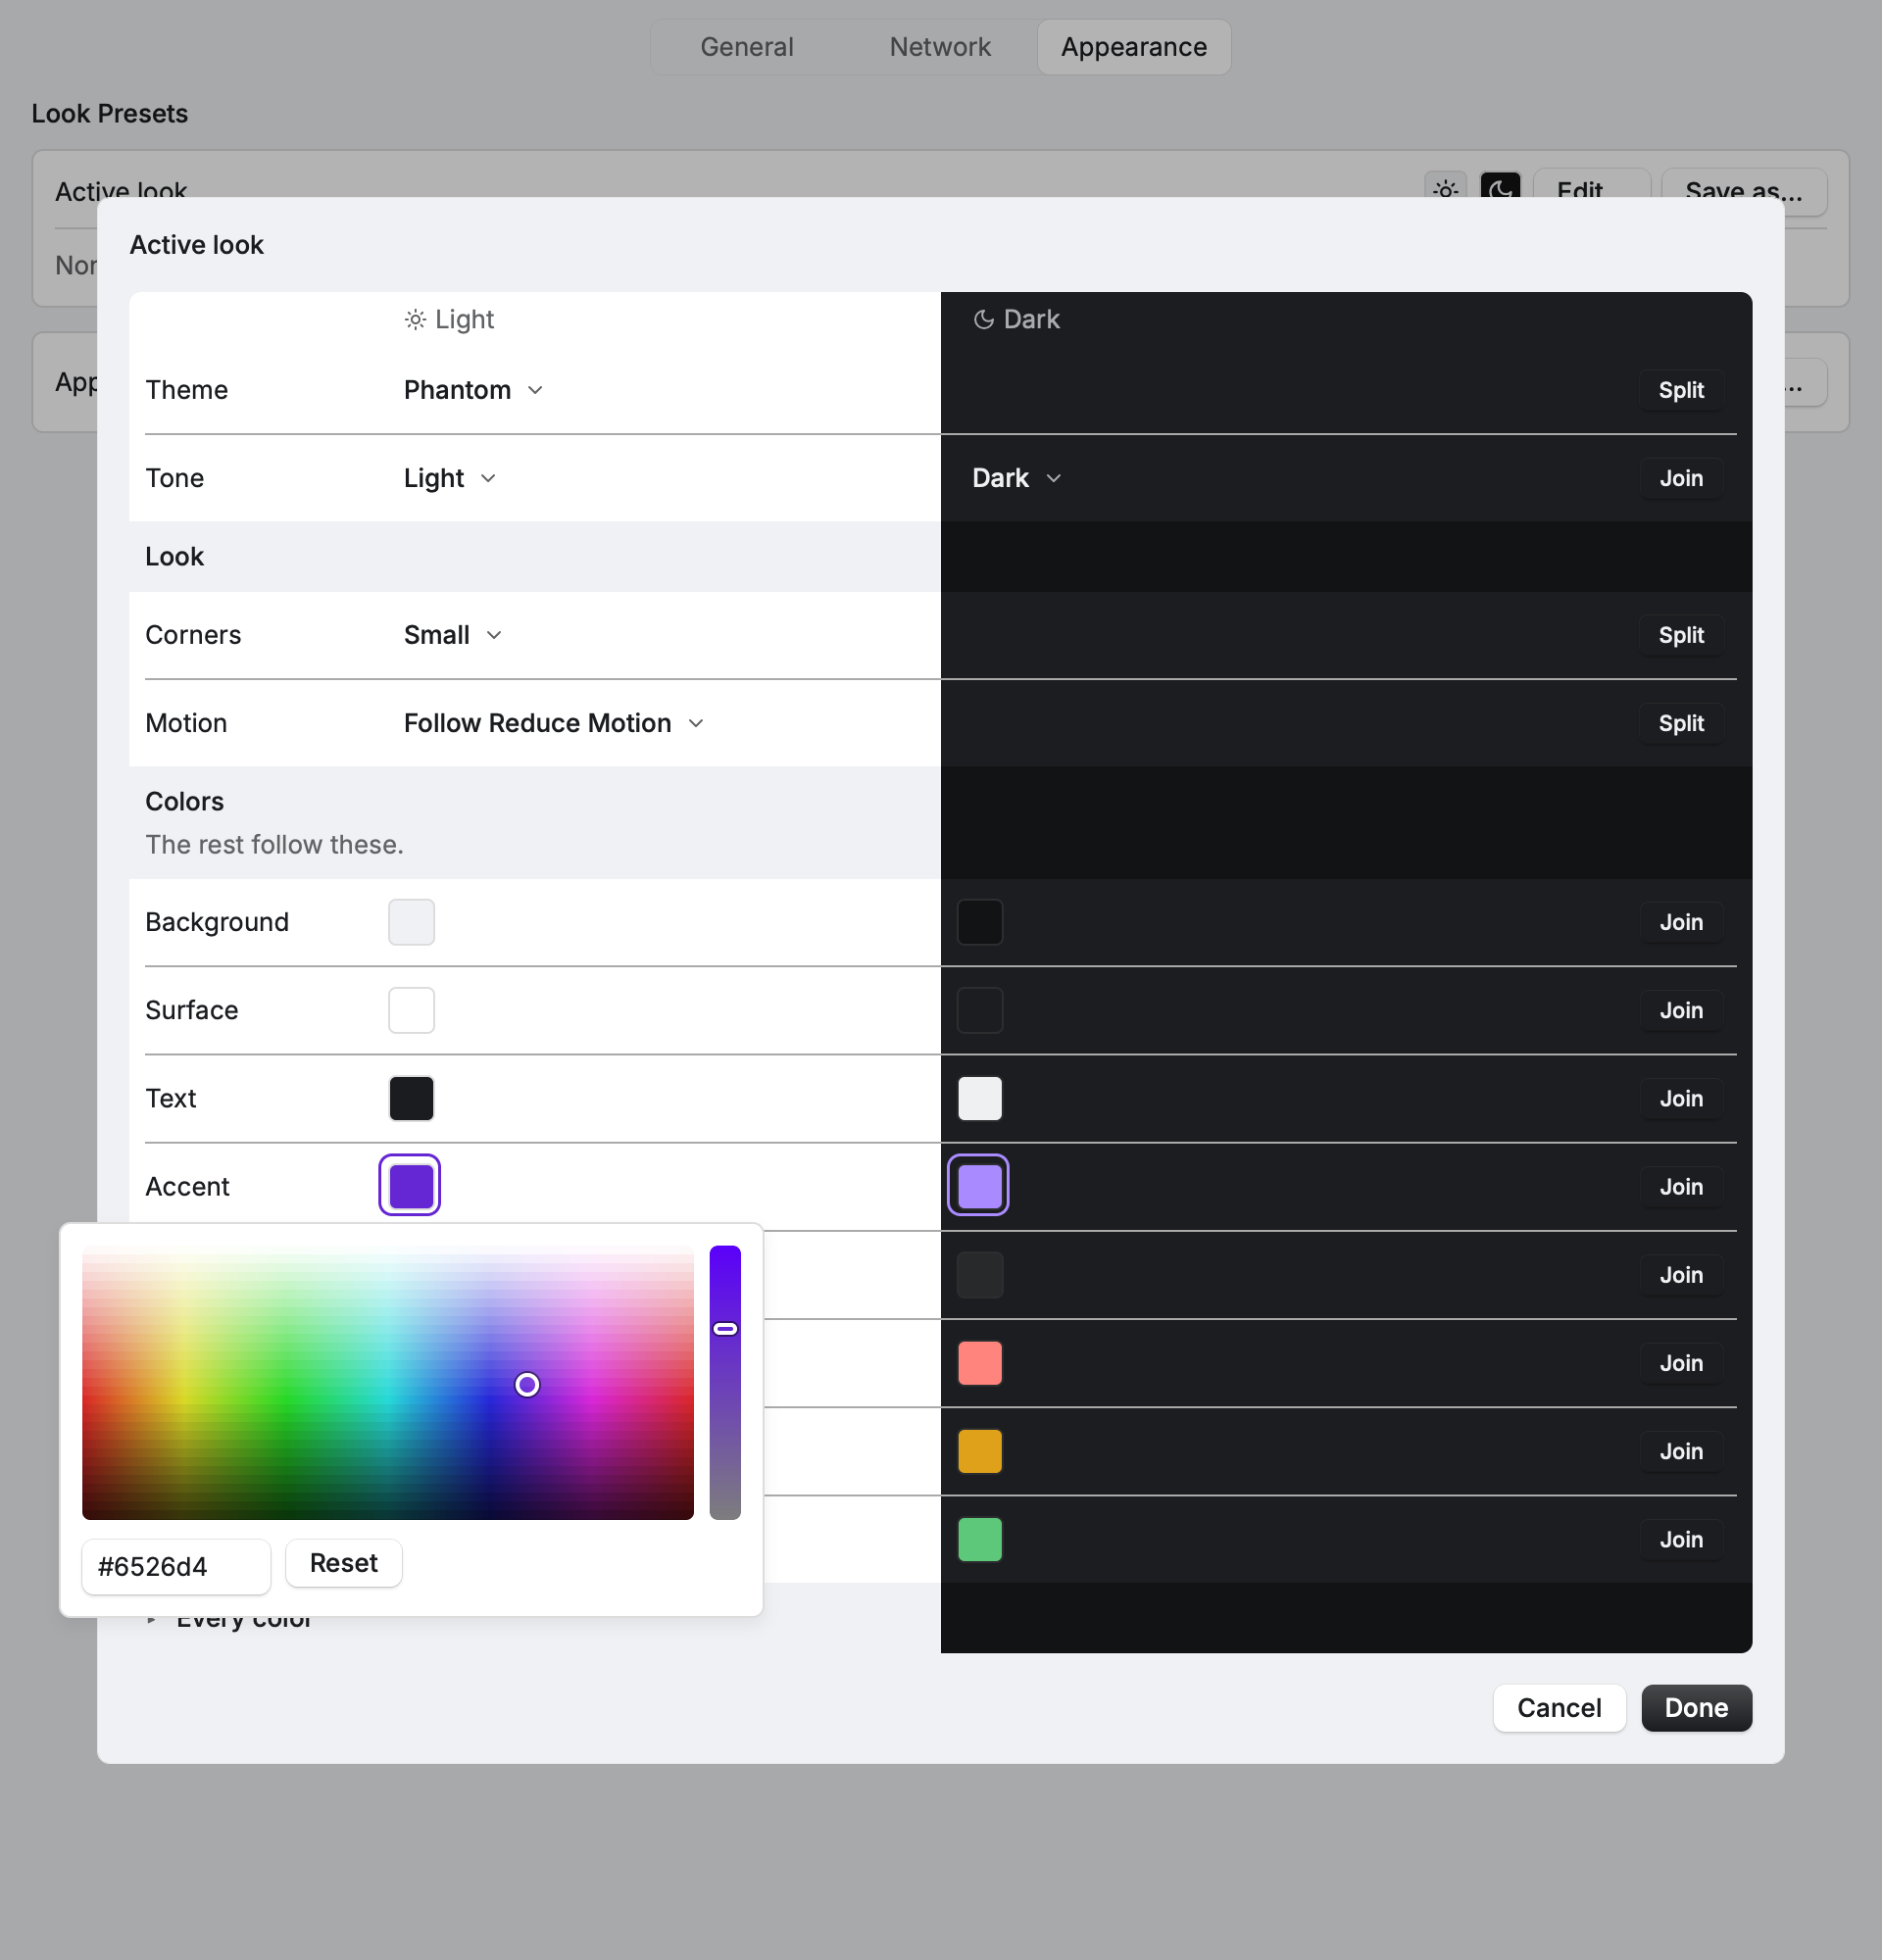 General Network Appearance
Look Presets
Active look Edit Save as...
Active look
Light Dark
Theme Phantom Split
Tone Light Dark Join
Look
Corners Small Split
Motion Follow Reduce Motion Split
Colors
The rest follow these.
Background Join
Surface Join
Text Join
Accent Join
Join
Join
Join
Join
#6526d4 Reset
Every color
Cancel Done